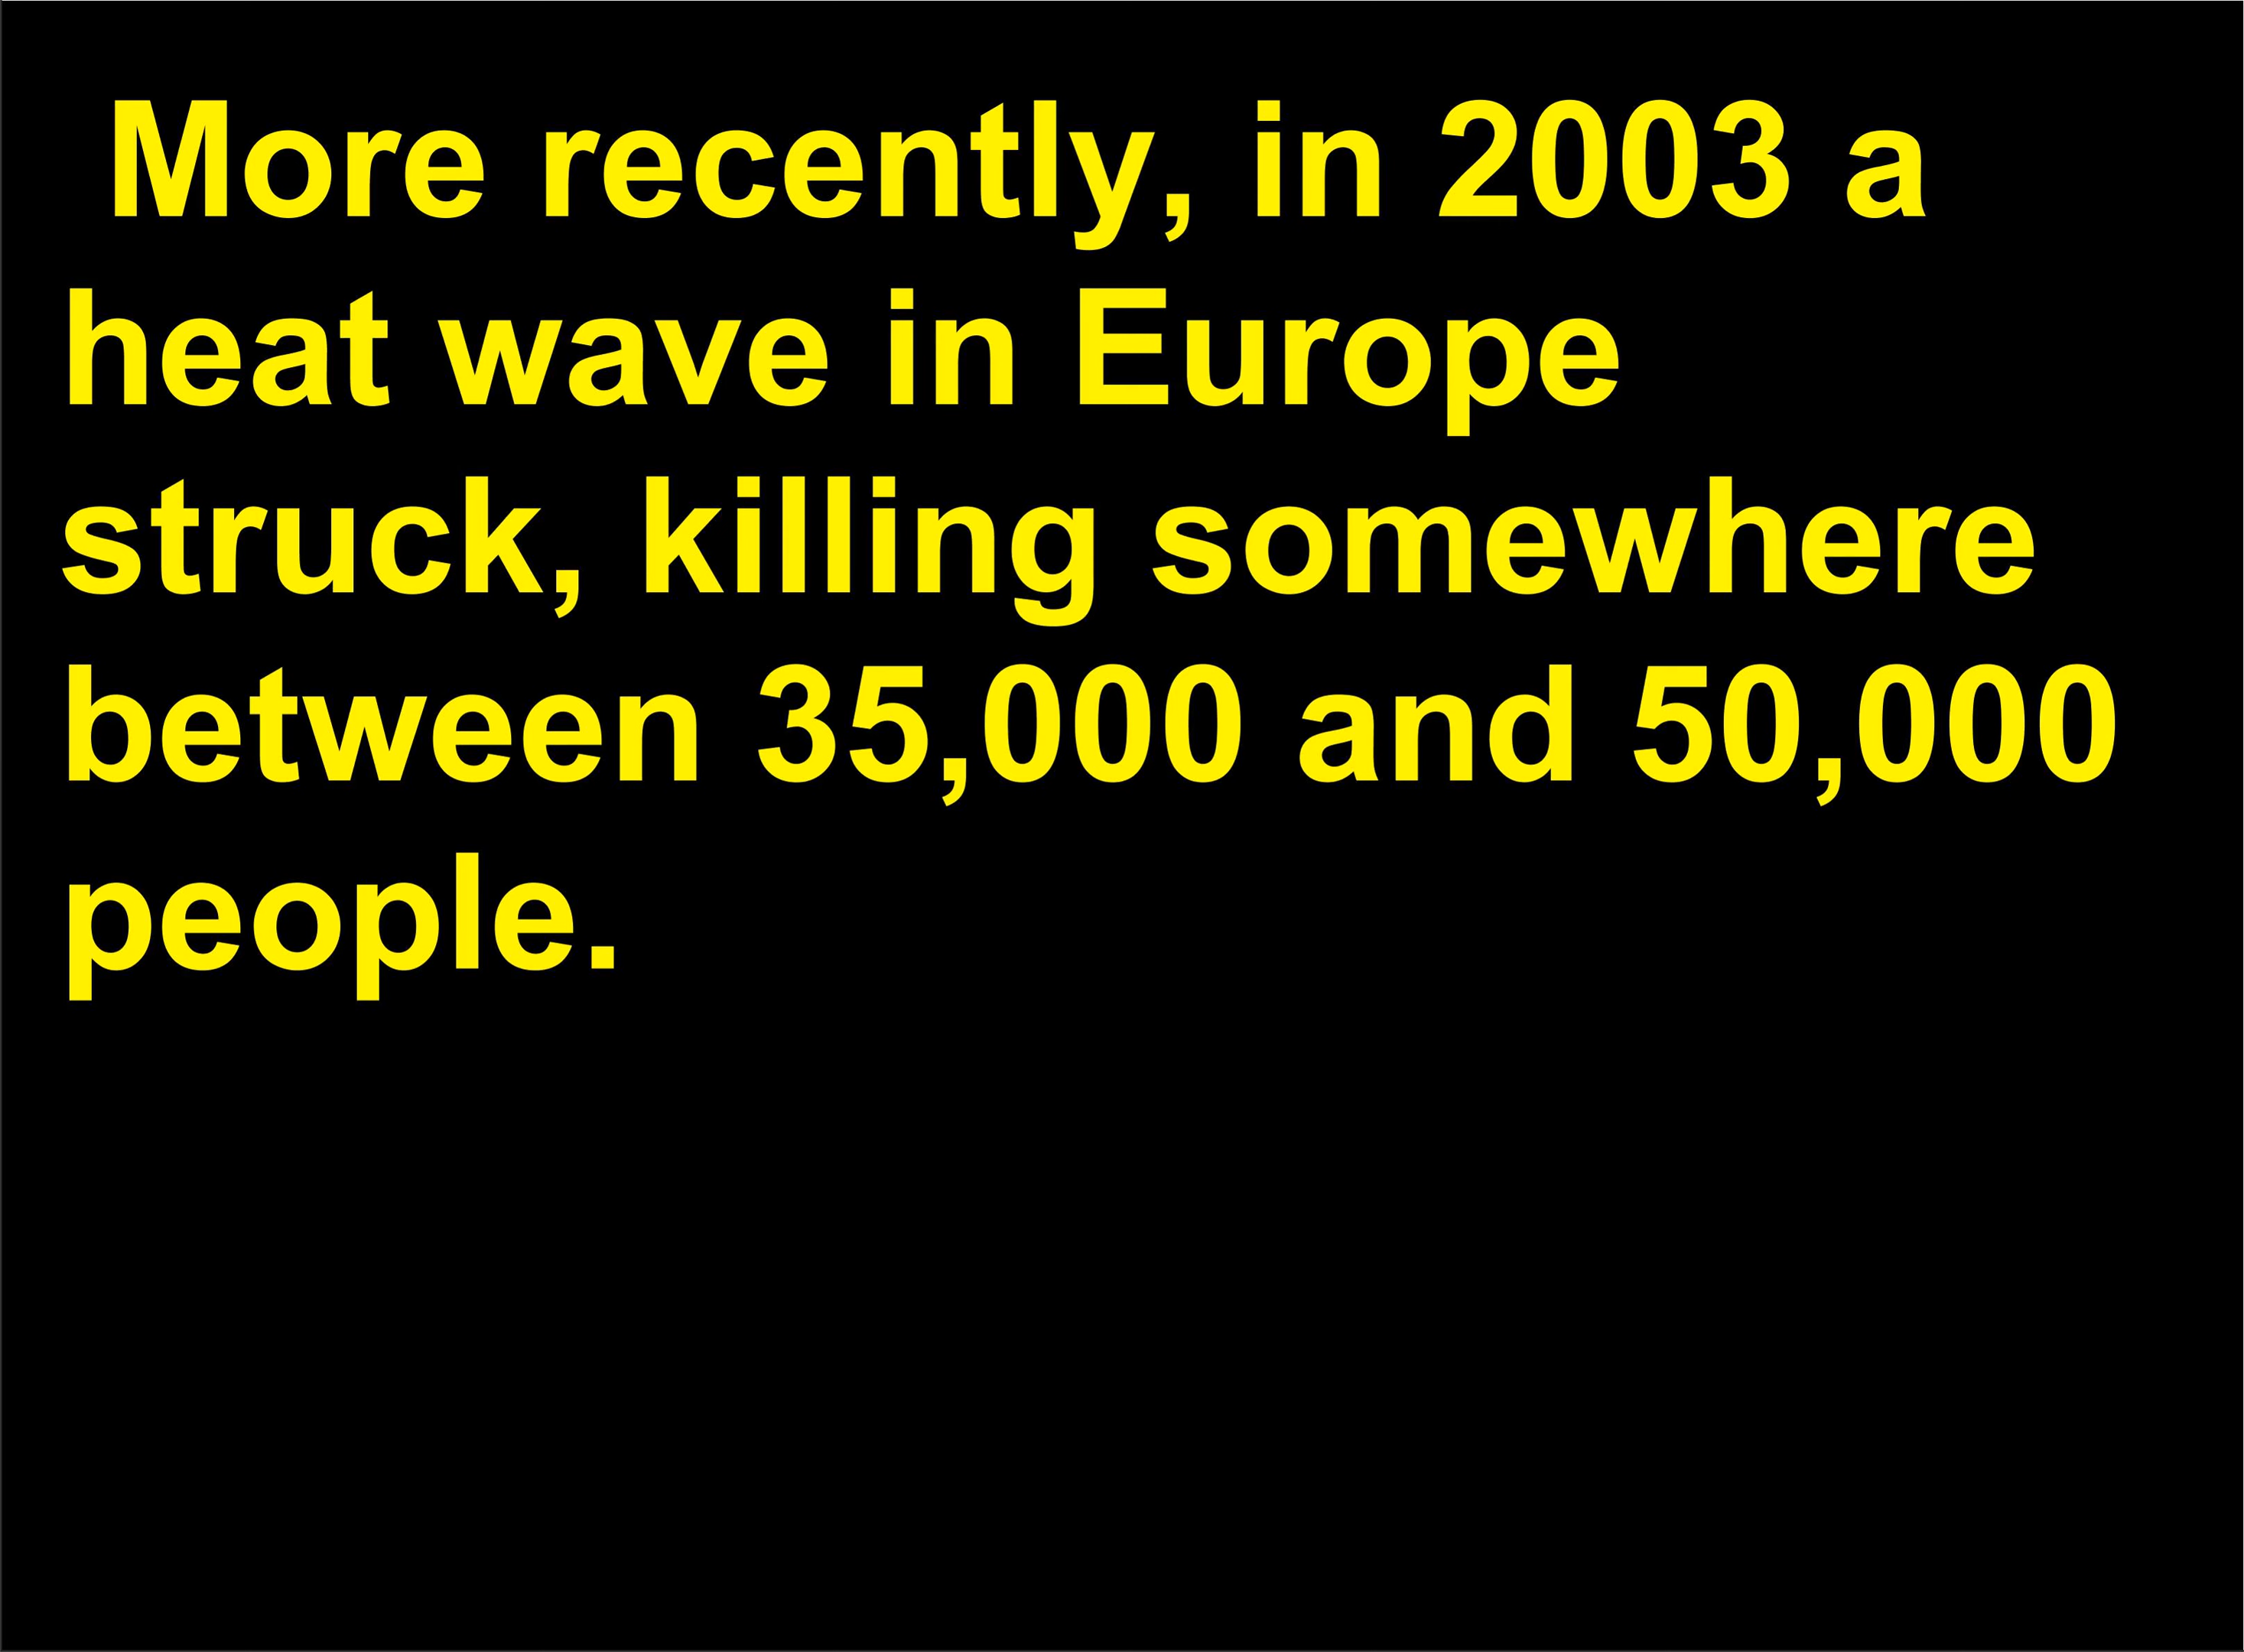 More recently, in 2003 a
heat wave in Europe
struck, killing somewhere
between 35,000 and 50,000
people.